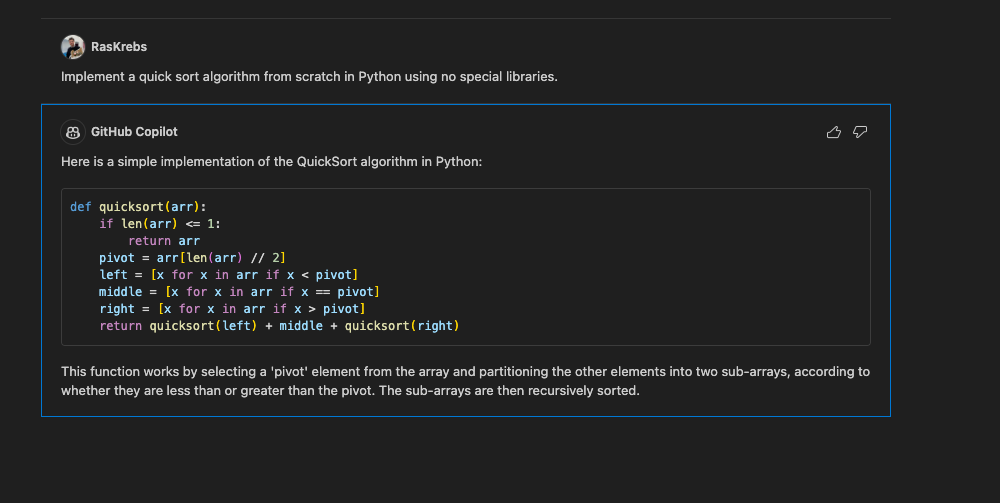 RasKrebs
Implement a quick sort algorithm from scratch in Python using no special libraries.
GitHub Copilot
Here is a simple implementation of the QuickSort algorithm in Python:
def quicksort(arr):
    if len(arr) <= 1:
        return arr
    pivot = arr[len(arr) // 2]
    left = [x for x in arr if x < pivot]
    middle = [x for x in arr if x == pivot]
    right = [x for x in arr if x > pivot]
    return quicksort(left) + middle + quicksort(right)
This function works by selecting a 'pivot' element from the array and partitioning the other elements into two sub-arrays, according to
whether they are less than or greater than the pivot. The sub-arrays are then recursively sorted.